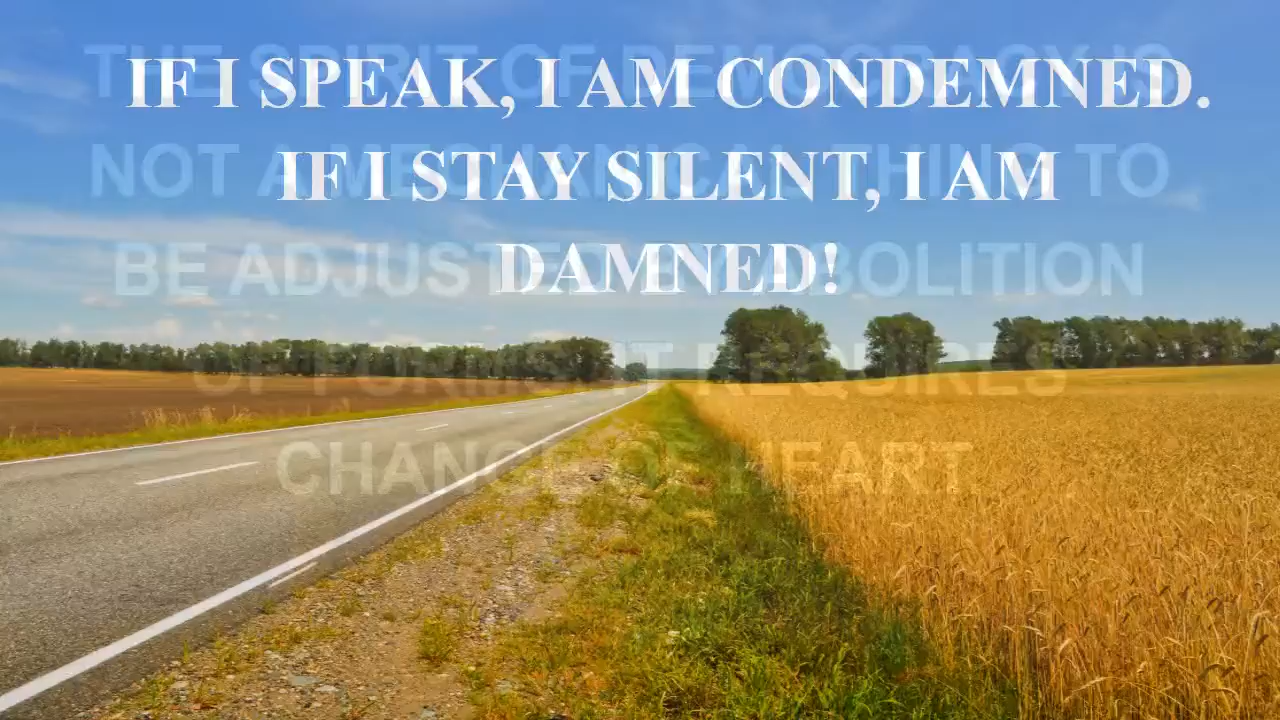 IF I SPEAK, I AM CONDEMNED.
IF I STAY SILENT, I AM
DAMNED!
THE SPIRIT OF DEMOCRACY IS
NOT A MECHANICAL THING TO
BE ADJUSTED BY ABOLITION
OF FORMS. IT REQUIRES
CHANGE OF HEART